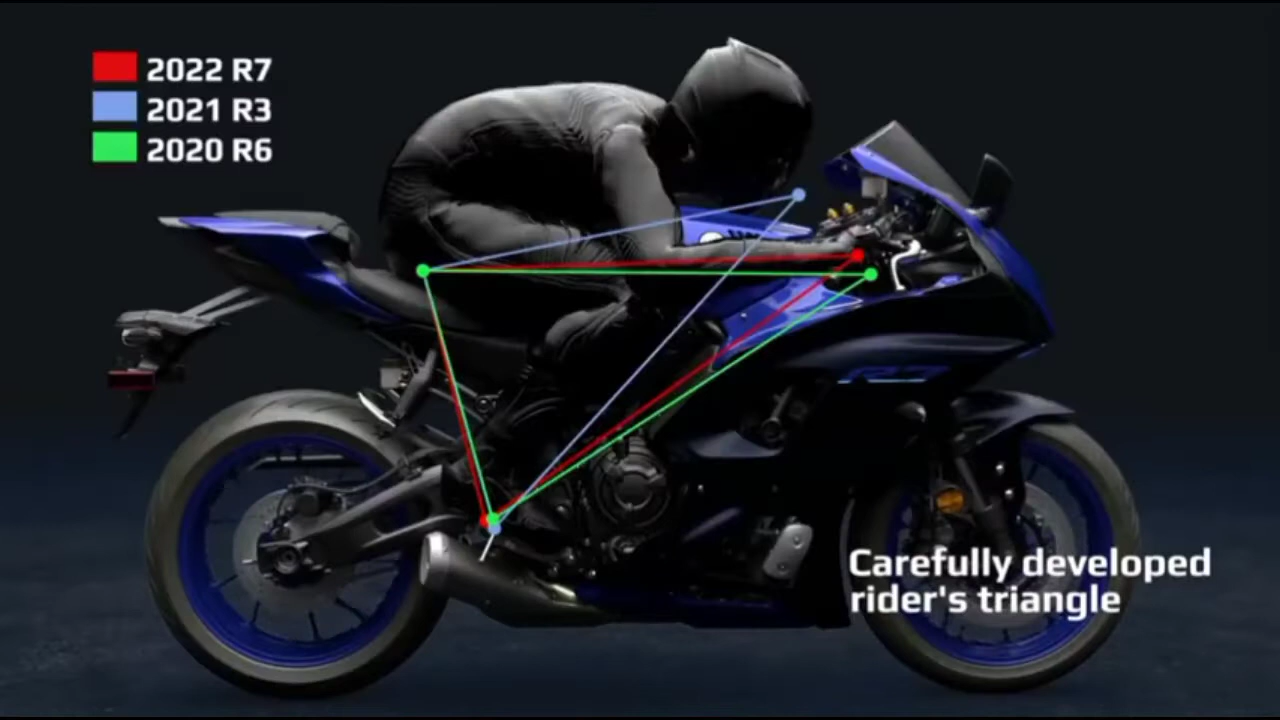 2022 R7
2021 R3
2020 R6
Carefully developed
rider's triangle